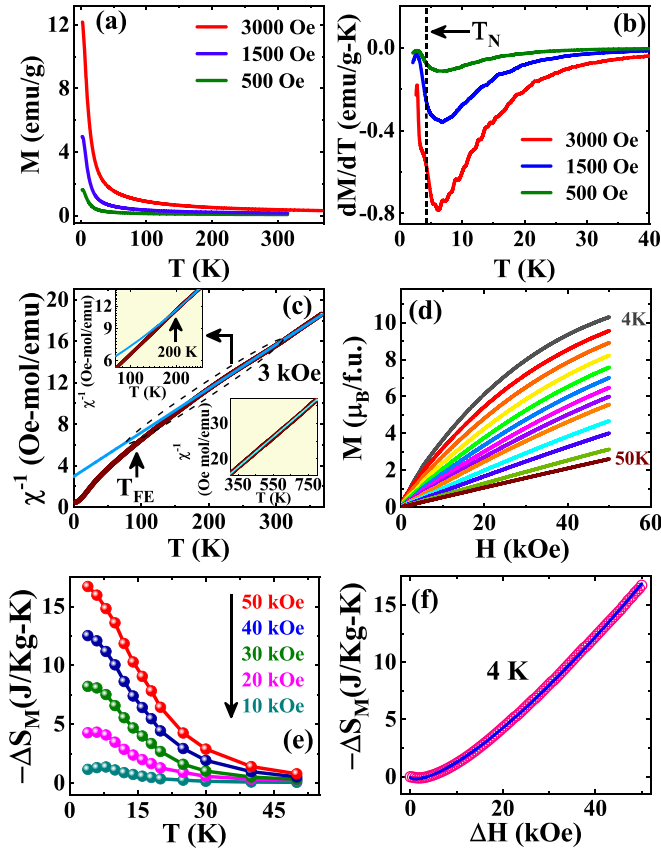 (a)
M (emu/g)
12
8
4
0
3000 Oe
1500 Oe
500 Oe
0
100
200
300
T (K)
(b)
dM/dT (emu/g-K)
0.0
-0.4
-0.8
T_N
3000 Oe
1500 Oe
500 Oe
0
10
20
30
40
T (K)
(c)
χ⁻¹ (Oe-mol/emu)
20
16
12
8
4
0
3 kOe
T_FE
0
100
200
300
T (K)
χ⁻¹ (Oe-mol/emu)
12
9
6
200 K
100
200
T (K)
χ⁻¹ (Oe mol/emu)
30
20
350
550
750
T (K)
(d)
M (μ_B/f.u.)
10
8
6
4
2
0
4K
50K
0
20
40
60
H (kOe)
(e)
−ΔS_M(J/Kg-K)
15
10
5
0
50 kOe
40 kOe
30 kOe
20 kOe
10 kOe
0
15
30
45
T (K)
(f)
−ΔS_M(J/Kg-K)
15
10
5
0
4 K
0
20
40
ΔH (kOe)